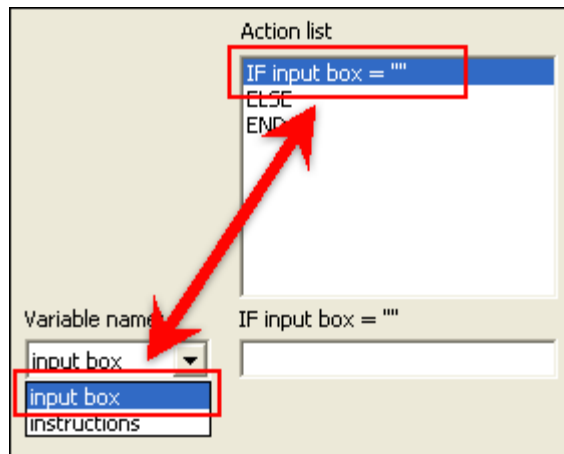 Action list
IF input box = ""
ELSE
END
Variable name
IF input box = ""
input box
input box
instructions